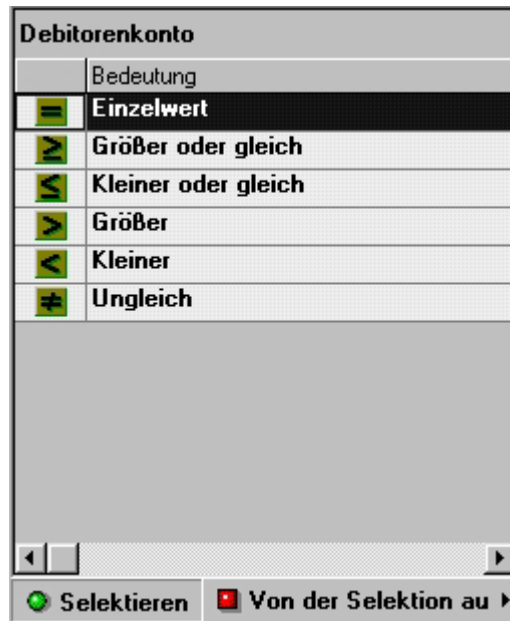 Debitorenkonto
Bedeutung
= Einzelwert
≥ Größer oder gleich
≤ Kleiner oder gleich
> Größer
< Kleiner
≠ Ungleich
Selektieren Von der Selektion au